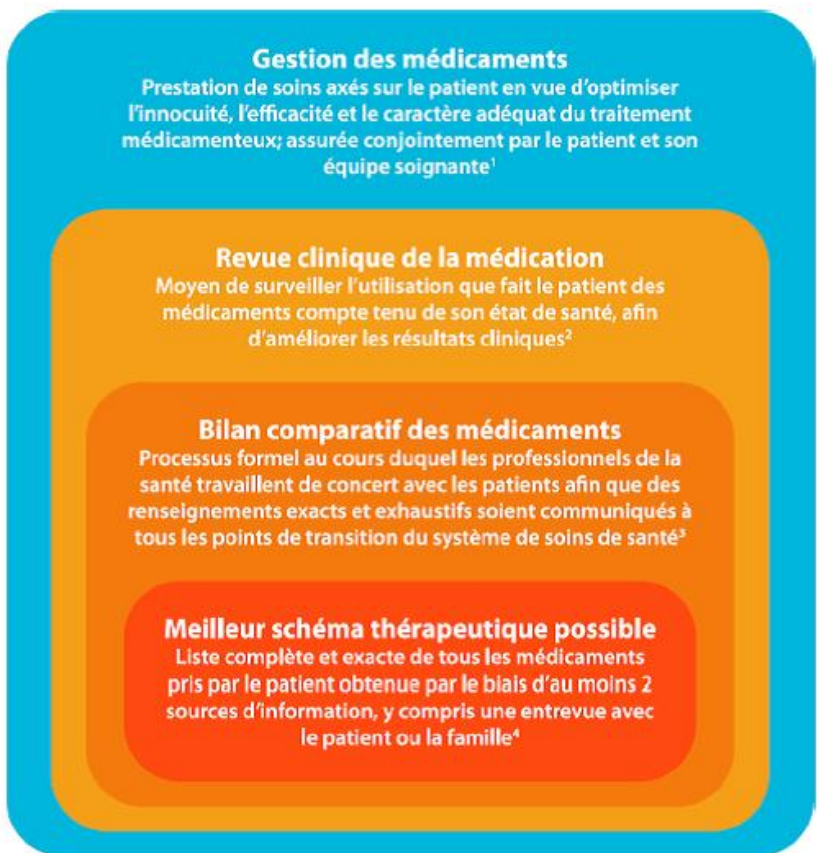 Gestion des médicaments
Prestation de soins axés sur le patient en vue d’optimiser
l’innocuité, l’efficacité et le caractère adéquat du traitement
médicamenteux; assurée conjointement par le patient et son
équipe soignante¹
Revue clinique de la médication
Moyen de surveiller l’utilisation que fait le patient des
médicaments compte tenu de son état de santé, afin
d’améliorer les résultats cliniques²
Bilan comparatif des médicaments
Processus formel au cours duquel les professionnels de la
santé travaillent de concert avec les patients afin que des
renseignements exacts et exhaustifs soient communiqués à
tous les points de transition du système de soins de santé³
Meilleur schéma thérapeutique possible
Liste complète et exacte de tous les médicaments
pris par le patient obtenue par le biais d’au moins 2
sources d’information, y compris une entrevue avec
le patient ou la famille⁴